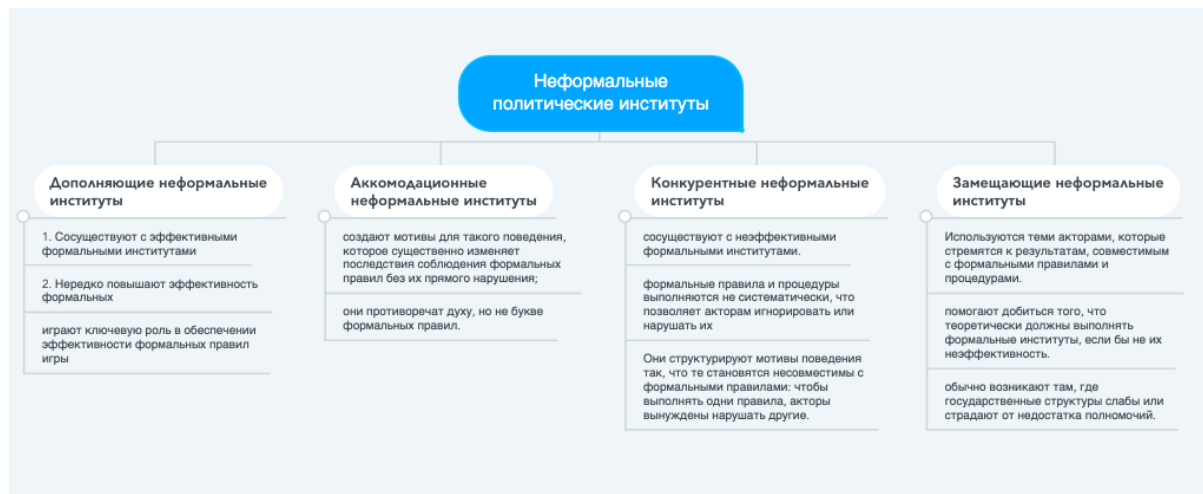 Неформальные
политические институты
Дополняющие неформальные
институты
1. Сосуществуют с эффективными
формальными институтами
2. Нередко повышают эффективность
формальных
играют ключевую роль в обеспечении
эффективности формальных правил
игры
Аккомодационные
неформальные институты
создают мотивы для такого поведения,
которое существенно изменяет
последствия соблюдения формальных
правил без их прямого нарушения;
они противоречат духу, но не букве
формальных правил.
Конкурентные неформальные
институты
сосуществуют с неэффективными
формальными институтами.
формальные правила и процедуры
выполняются не систематически, что
позволяет акторам игнорировать или
нарушать их
Они структурируют мотивы поведения
так, что те становятся несовместимы с
формальными правилами: чтобы
выполнять одни правила, акторы
вынуждены нарушать другие.
Замещающие неформальные
институты
Используются теми акторами, которые
стремятся к результатам, совместимым
с формальными правилами и
процедурами.
помогают добиться того, что
теоретически должны выполнять
формальные институты, если бы не их
неэффективность.
обычно возникают там, где
государственные структуры слабы или
страдают от недостатка полномочий.